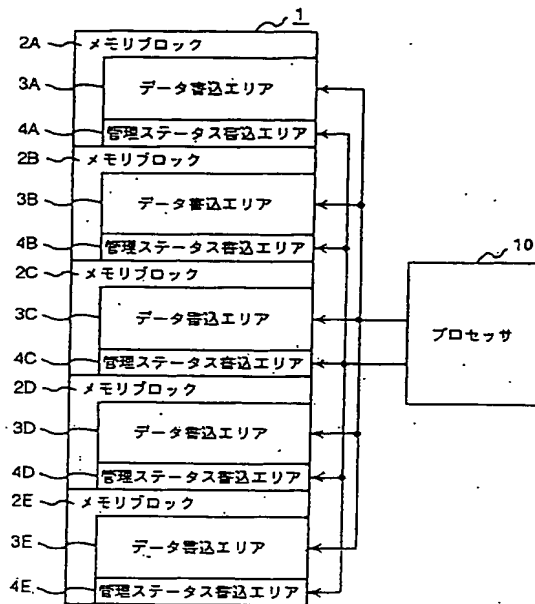 1
2A メモリブロック
3A データ書込エリア
4A 管理ステータス書込エリア
2B メモリブロック
3B データ書込エリア
4B 管理ステータス書込エリア
10
2C メモリブロック
3C データ書込エリア
プロセッサ
4C 管理ステータス書込エリア
2D メモリブロック
3D データ書込エリア
4D 管理ステータス書込エリア
2E メモリブロック
3E データ書込エリア
4E 管理ステータス書込エリア